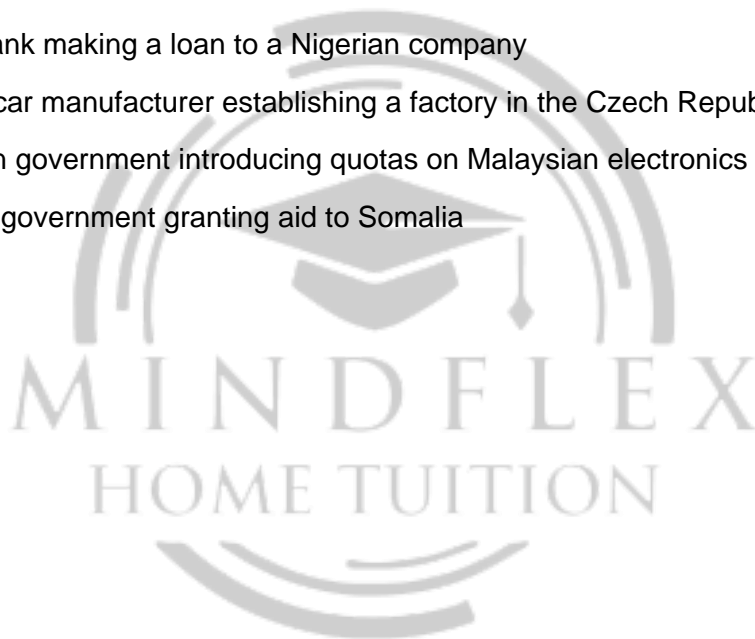 ank making a loan to a Nigerian company
car manufacturer establishing a factory in the Czech Repub
n government introducing quotas on Malaysian electronics
government granting aid to Somalia
MINDFLEX
HOME TUITION